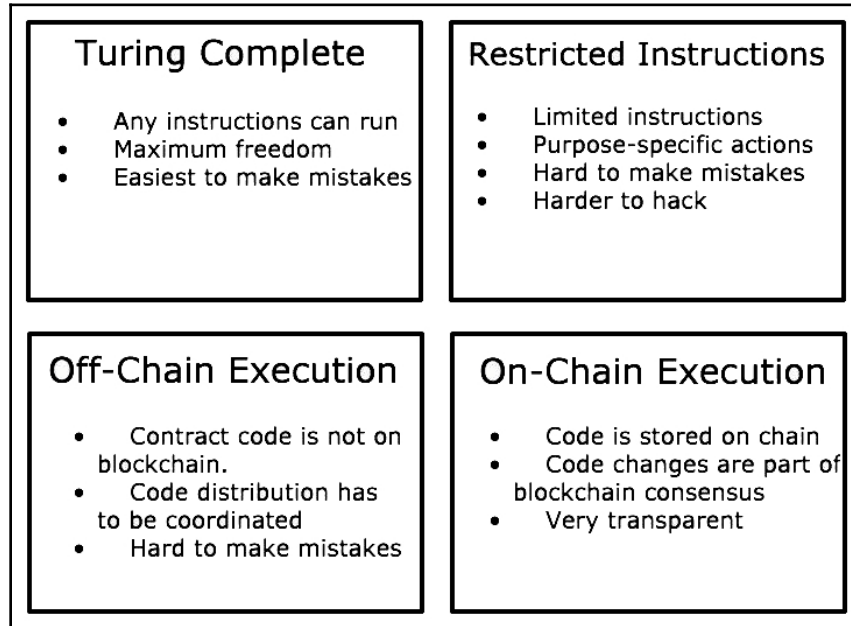 Turing Complete
• Any instructions can run
• Maximum freedom
• Easiest to make mistakes
Restricted Instructions
• Limited instructions
• Purpose-specific actions
• Hard to make mistakes
• Harder to hack
Off-Chain Execution
• Contract code is not on
blockchain.
• Code distribution has
to be coordinated
• Hard to make mistakes
On-Chain Execution
• Code is stored on chain
• Code changes are part of
blockchain consensus
• Very transparent